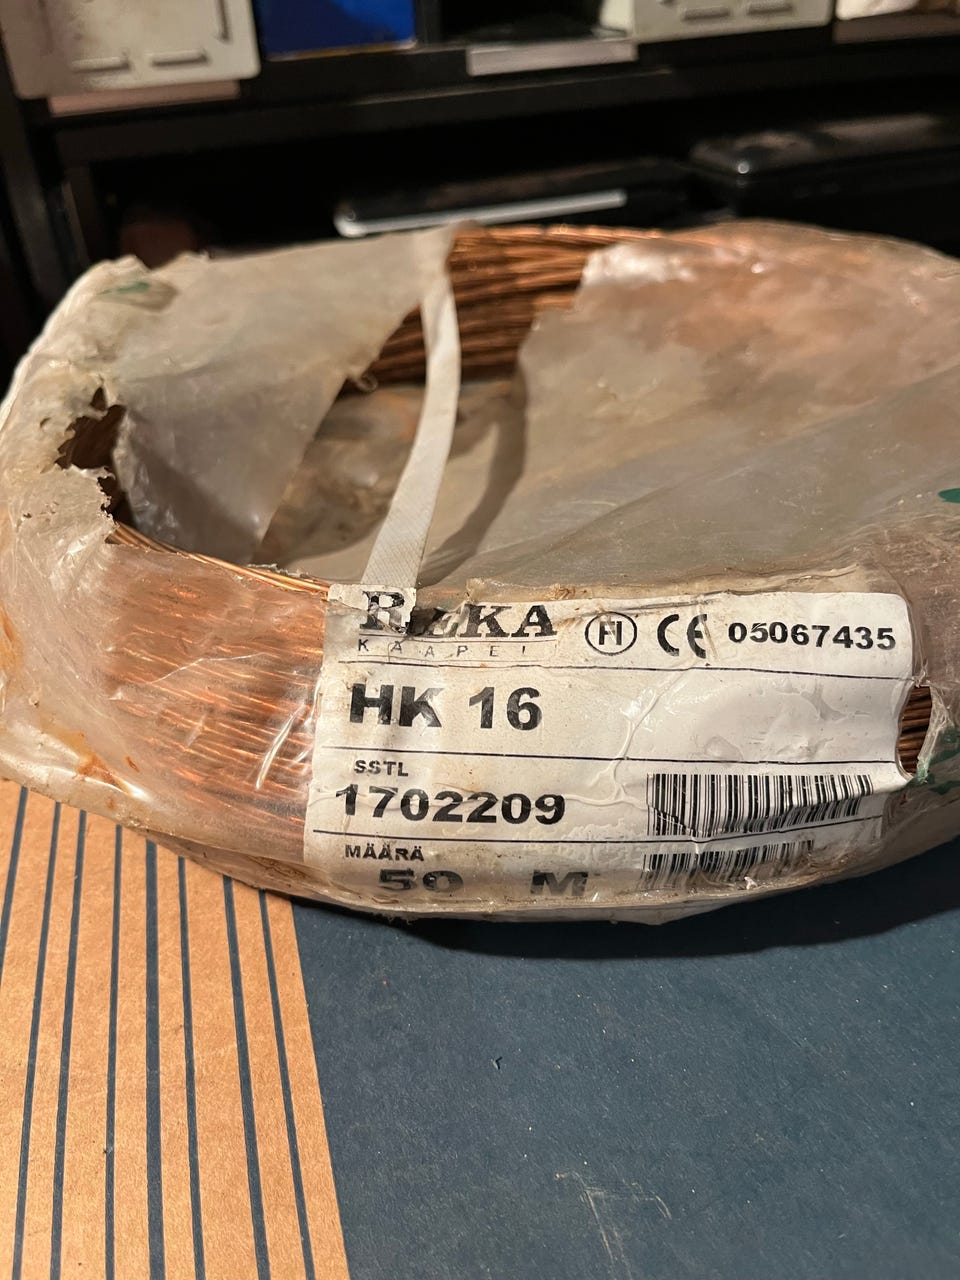 REKA FI CE 05067435
KAAPELI
HK 16
SSTL
1702209
MÄÄRÄ
50 M